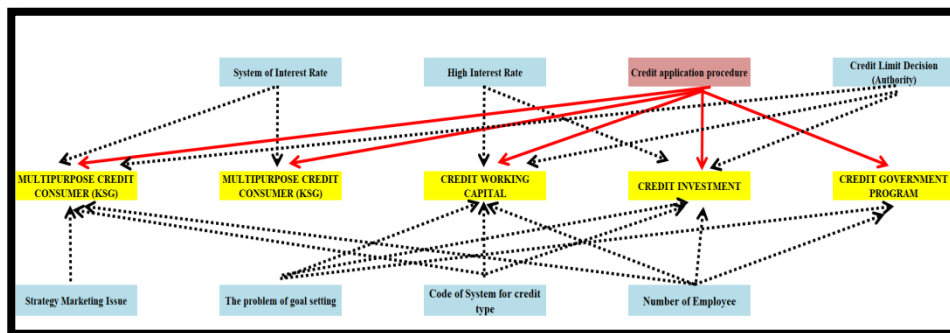 System of Interest Rate
High Interest Rate
Credit application procedure
Credit Limit Decision
(Authority)
MULTIPURPOSE CREDIT
CONSUMER (KSG)
MULTIPURPOSE CREDIT
CONSUMER (KSG)
CREDIT WORKING
CAPITAL
CREDIT INVESTMENT
CREDIT GOVERNMENT
PROGRAM
Strategy Marketing Issue
The problem of goal setting
Code of System for credit
type
Number of Employee